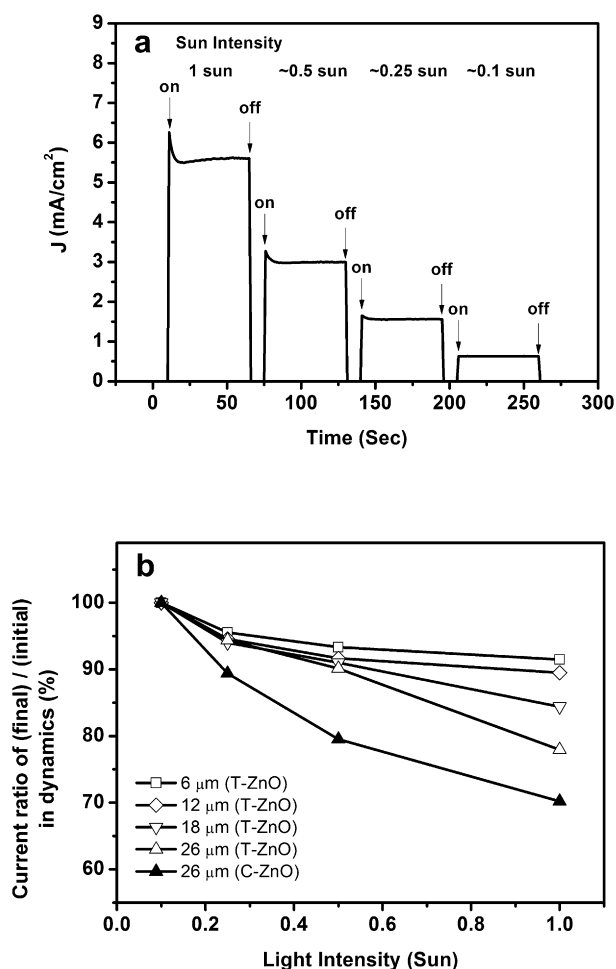 a
Sun Intensity
1 sun ~0.5 sun ~0.25 sun ~0.1 sun
on
off
on
off
on
off
on
off
9
8
7
6
5
4
3
2
1
0
J (mA/cm²)
0 50 100 150 200 250 300
Time (Sec)
b
100
90
80
70
60
Current ratio of (final) / (initial)
in dynamics (%)
6 μm (T-ZnO)
12 μm (T-ZnO)
18 μm (T-ZnO)
26 μm (T-ZnO)
26 μm (C-ZnO)
0.0 0.2 0.4 0.6 0.8 1.0
Light Intensity (Sun)